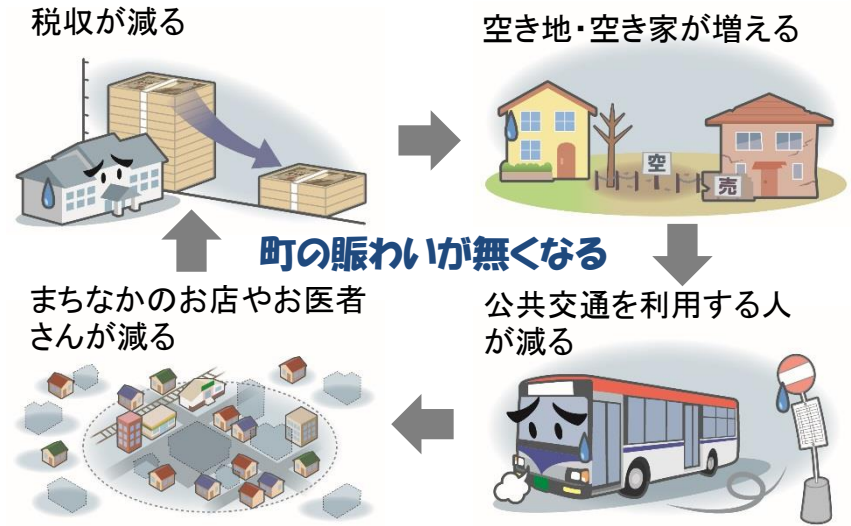 税収が減る
空き地・空き家が増える
空
売
町の賑わいが無くなる
まちなかのお店やお医者
さんが減る
公共交通を利用する人
が減る